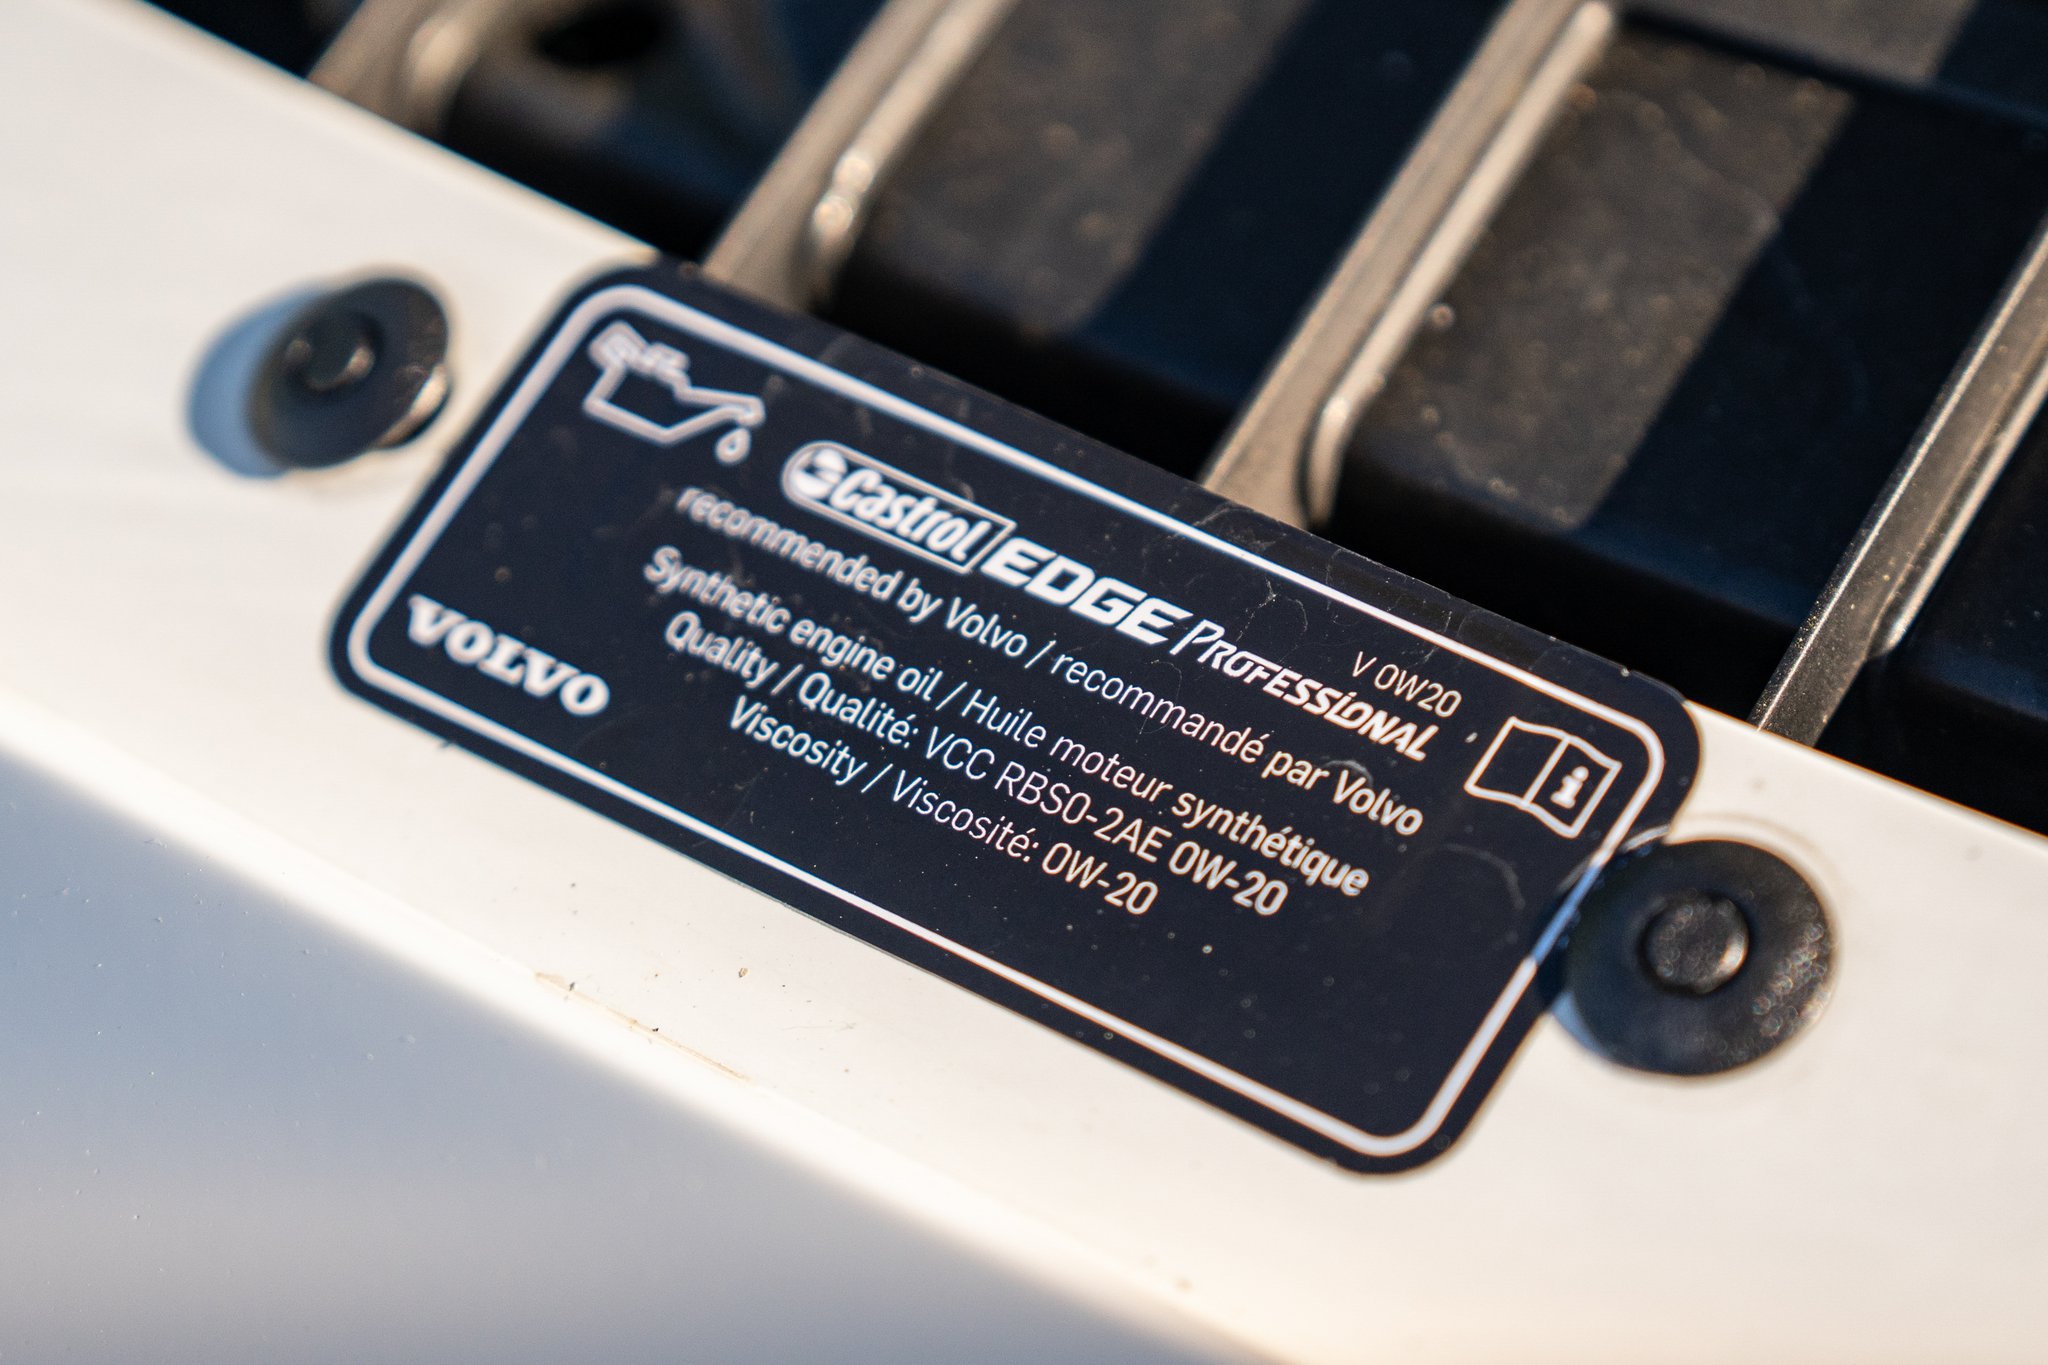 Castrol EDGE PROFESSIONAL V 0W20
recommended by Volvo / recommandé par Volvo
Synthetic engine oil / Huile moteur synthétique
Quality / Qualité: VCC RBS0-2AE 0W-20
Viscosity / Viscosité: 0W-20
VOLVO
i